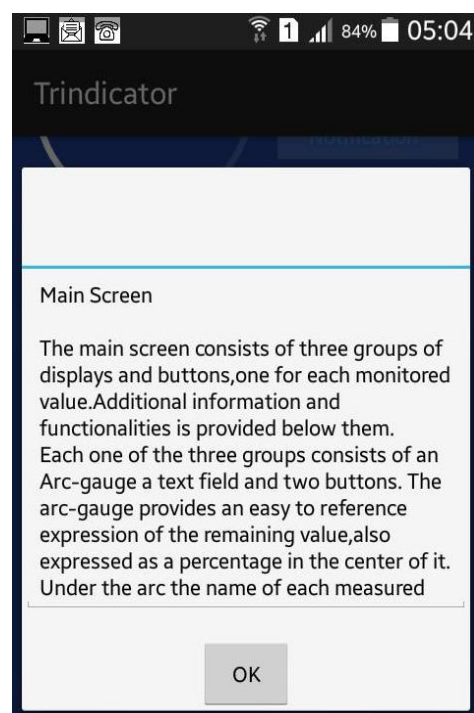 1 84% 05:04
Trindicator
Notification
Main Screen
The main screen consists of three groups of
displays and buttons,one for each monitored
value.Additional information and
functionalities is provided below them.
Each one of the three groups consists of an
Arc-gauge a text field and two buttons. The
arc-gauge provides an easy to reference
expression of the remaining value,also
expressed as a percentage in the center of it.
Under the arc the name of each measured
OK